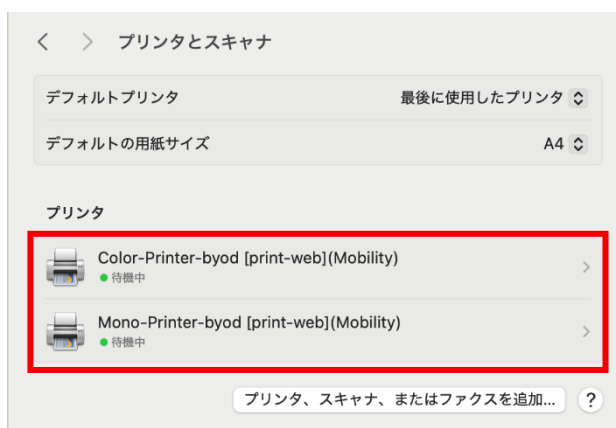 プリンタとスキャナ
デフォルトプリンタ 最後に使用したプリンタ
デフォルトの用紙サイズ A4
プリンタ
Color-Printer-byod [print-web](Mobility)
待機中
Mono-Printer-byod [print-web](Mobility)
待機中
プリンタ、スキャナ、またはファクスを追加... ?